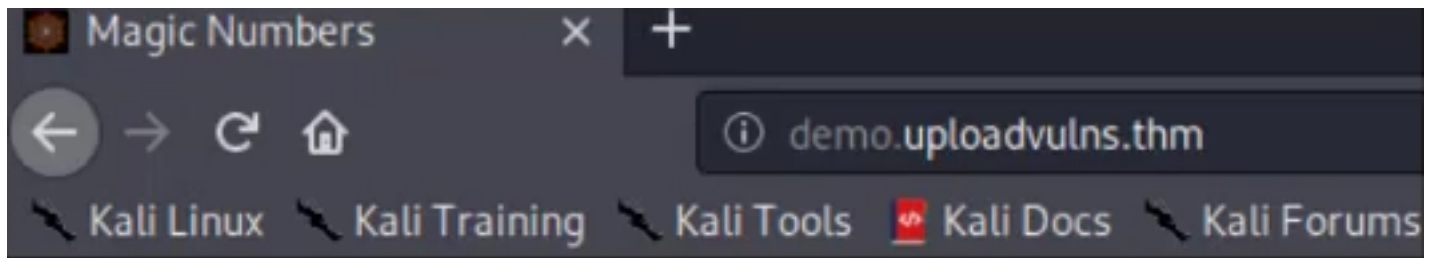 Magic Numbers
demo.uploadvulns.thm
Kali Linux Kali Training Kali Tools Kali Docs Kali Forums